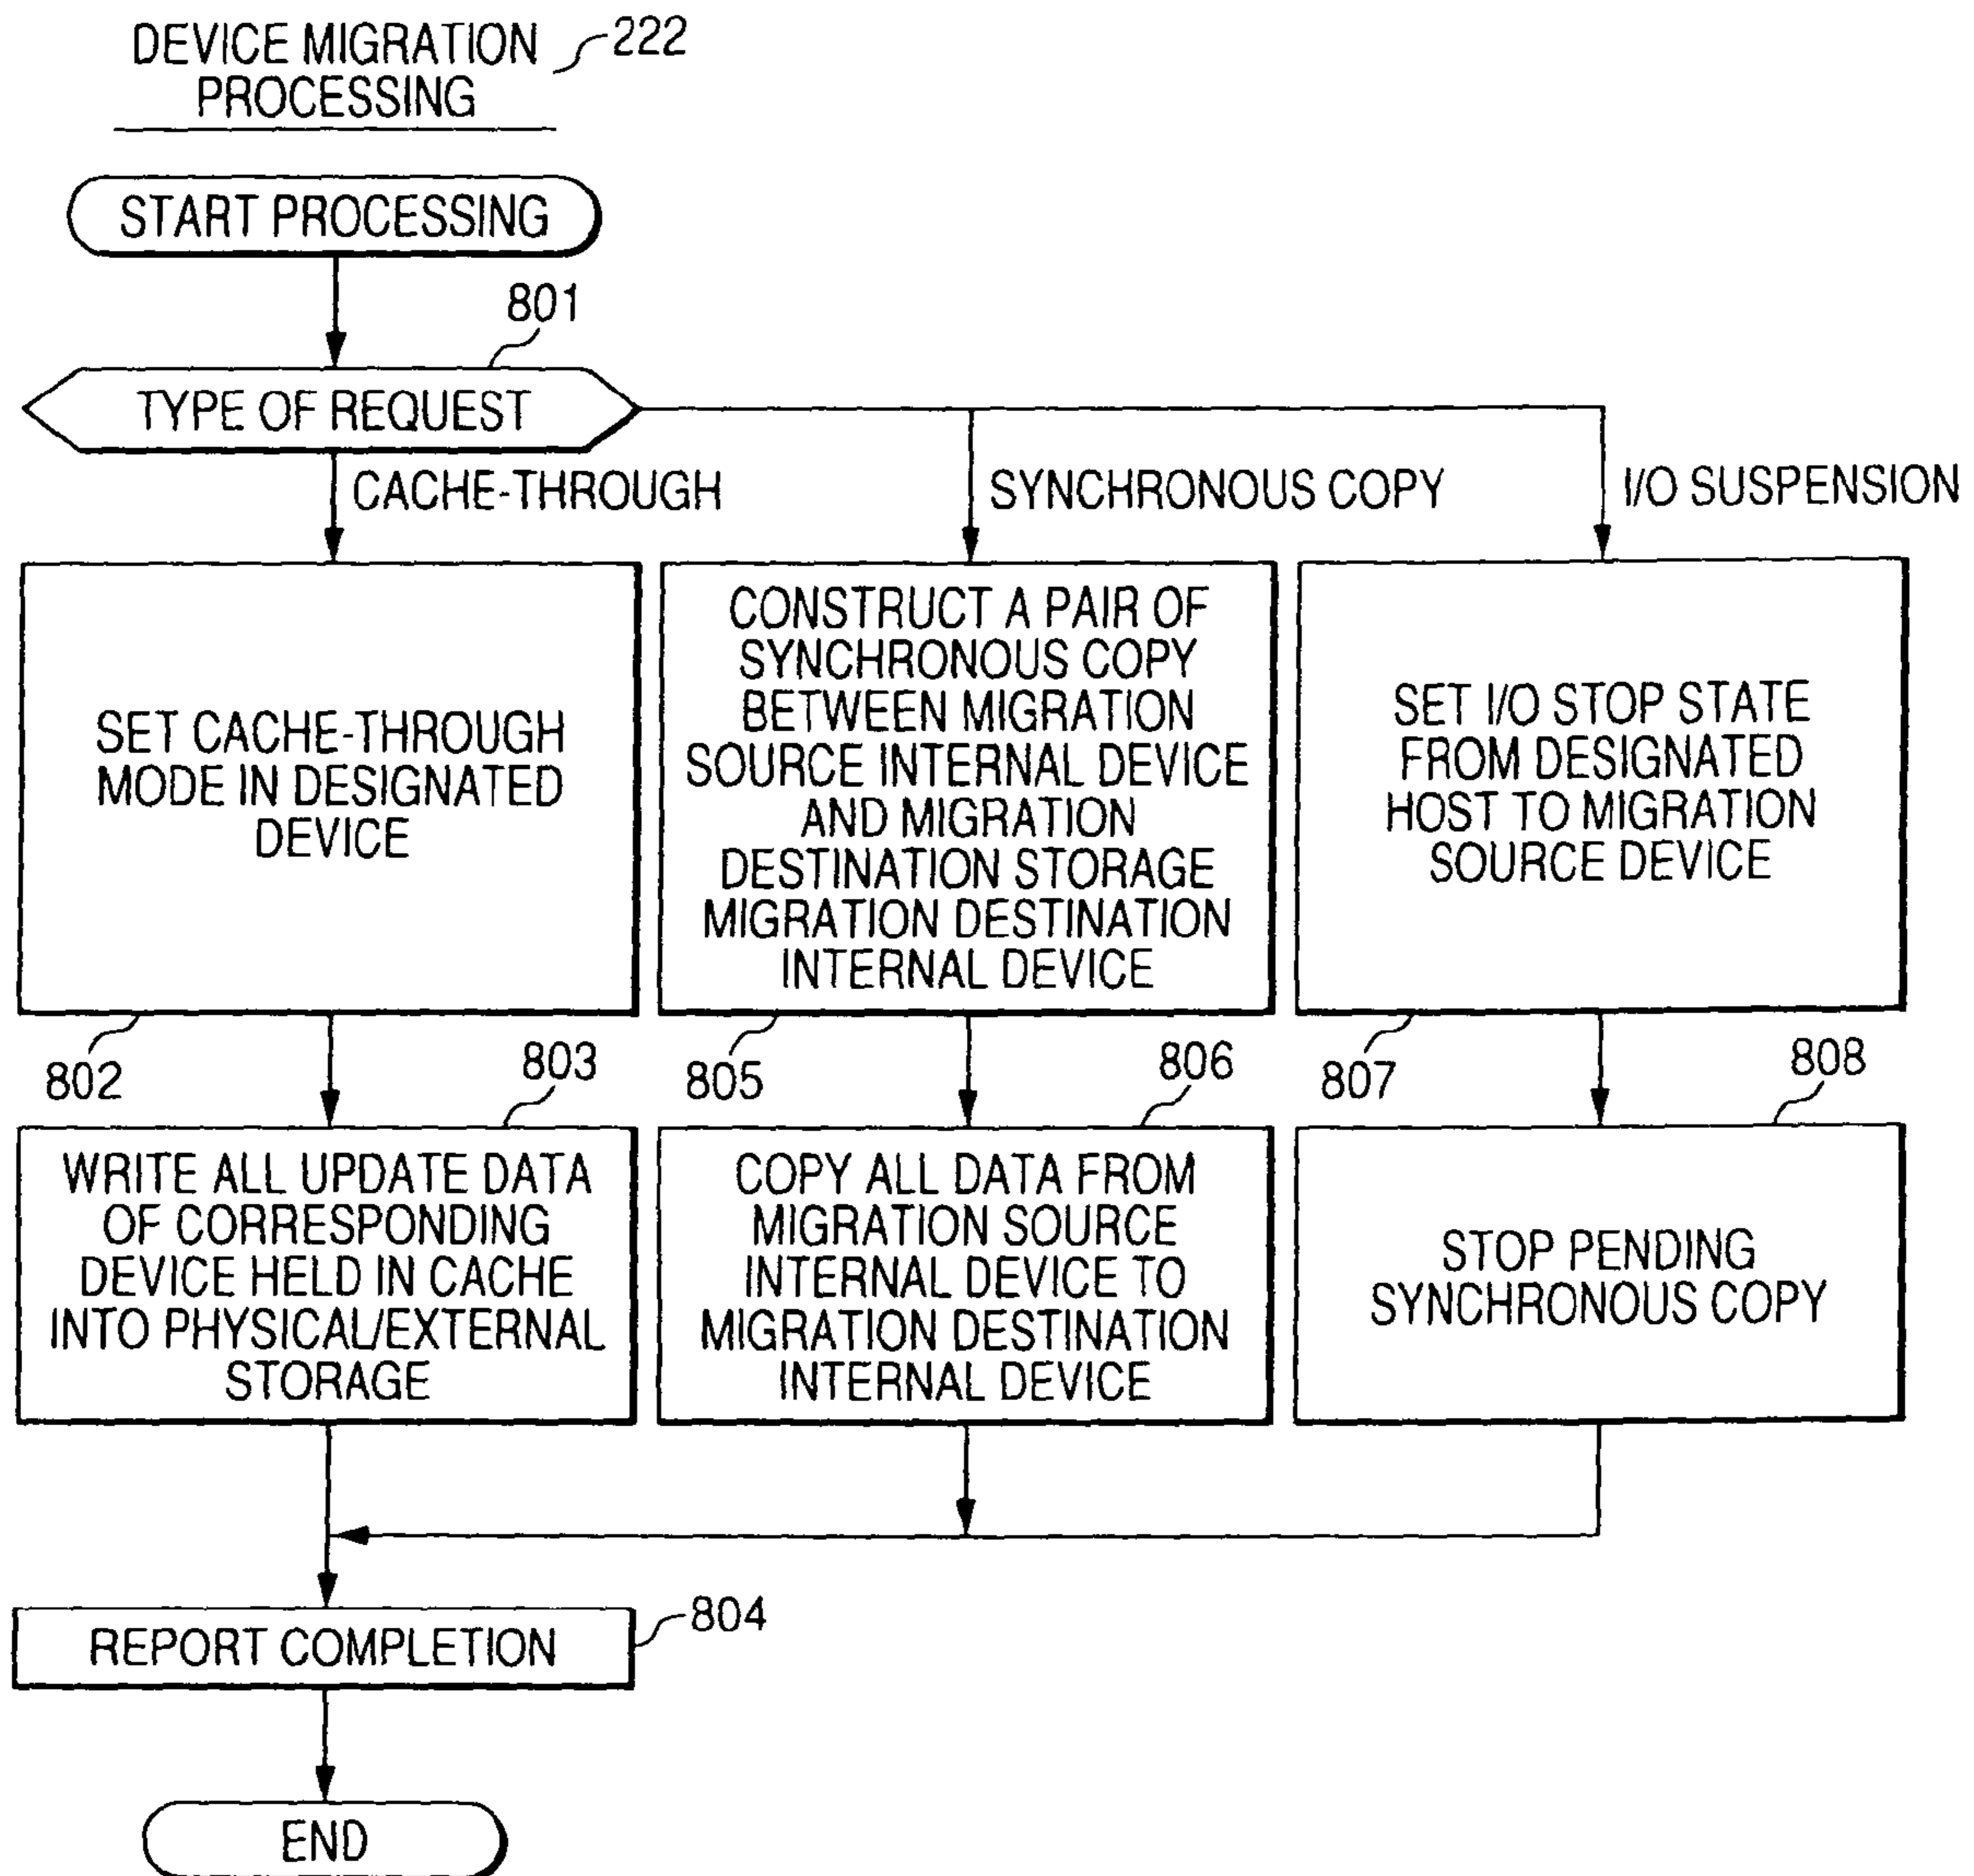 DEVICE MIGRATION
PROCESSING
222
START PROCESSING
801
TYPE OF REQUEST
CACHE-THROUGH
SYNCHRONOUS COPY
I/O SUSPENSION
SET CACHE-THROUGH
MODE IN DESIGNATED
DEVICE
802
CONSTRUCT A PAIR OF
SYNCHRONOUS COPY
BETWEEN MIGRATION
SOURCE INTERNAL DEVICE
AND MIGRATION
DESTINATION STORAGE
MIGRATION DESTINATION
INTERNAL DEVICE
805
SET I/O STOP STATE
FROM DESIGNATED
HOST TO MIGRATION
SOURCE DEVICE
807
803
WRITE ALL UPDATE DATA
OF CORRESPONDING
DEVICE HELD IN CACHE
INTO PHYSICAL/EXTERNAL
STORAGE
806
COPY ALL DATA FROM
MIGRATION SOURCE
INTERNAL DEVICE TO
MIGRATION DESTINATION
INTERNAL DEVICE
808
STOP PENDING
SYNCHRONOUS COPY
REPORT COMPLETION
804
END